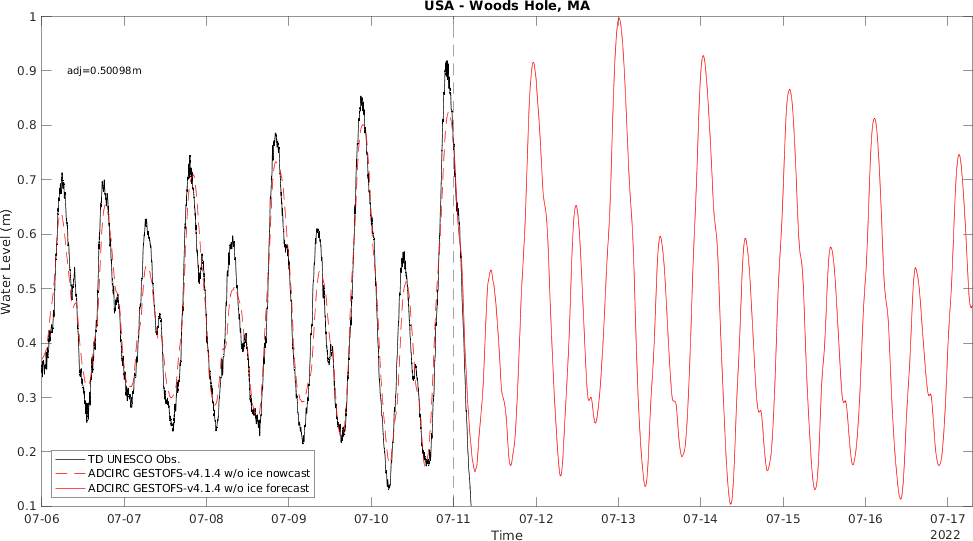 USA - Woods Hole, MA
1
0.9
0.8
0.7
0.6
0.5
0.4
0.3
0.2
0.1
Water Level (m)
adj=0.50098m
TD UNESCO Obs.
ADCIRC GESTOFS-v4.1.4 w/o ice nowcast
ADCIRC GESTOFS-v4.1.4 w/o ice forecast
07-06 07-07 07-08 07-09 07-10 07-11 07-12 07-13 07-14 07-15 07-16 07-17
2022
Time